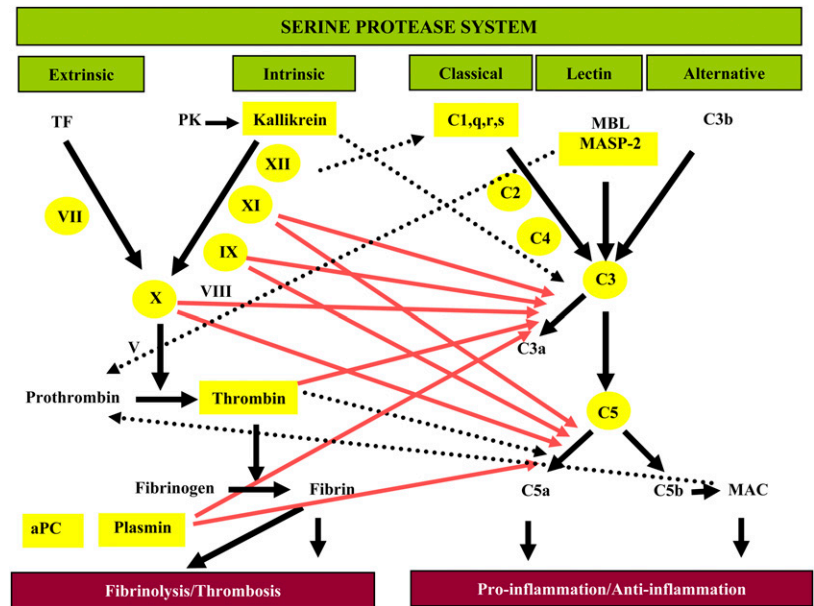 SERINE PROTEASE SYSTEM
Extrinsic
Intrinsic
Classical
Lectin
Alternative
TF
PK
Kallikrein
C1,q,r,s
MBL
MASP-2
C3b
XII
VII
XI
C2
C4
IX
X
VIII
C3
V
C3a
Prothrombin
Thrombin
C5
Fibrinogen
Fibrin
C5a
C5b
MAC
aPC
Plasmin
Fibrinolysis/Thrombosis
Pro-inflammation/Anti-inflammation